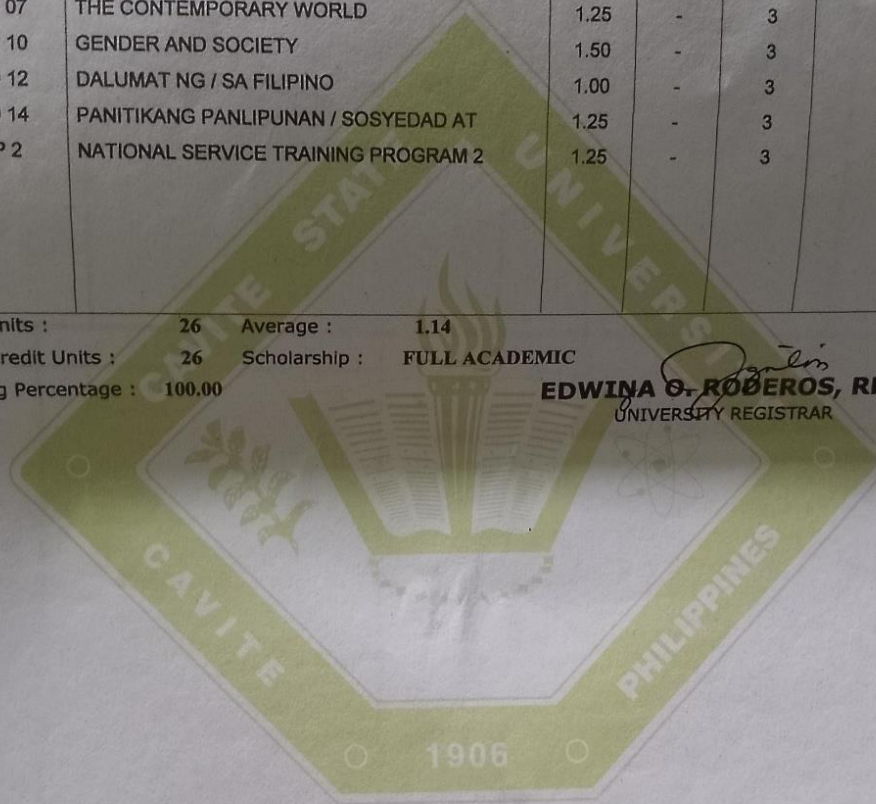 07 THE CONTEMPORARY WORLD 1.25 - 3
10 GENDER AND SOCIETY 1.50 - 3
12 DALUMAT NG / SA FILIPINO 1.00 - 3
14 PANITIKANG PANLIPUNAN / SOSYEDAD AT 1.25 - 3
P 2 NATIONAL SERVICE TRAINING PROGRAM 2 1.25 - 3
CAVITE STATE UNIVERSI
nits : 26 Average : 1.14
redit Units : 26 Scholarship : FULL ACADEMIC
g Percentage : 100.00
EDWINA O. RODEROS, RE
UNIVERSITY REGISTRAR
CAVITE
PHILIPPINES
1906